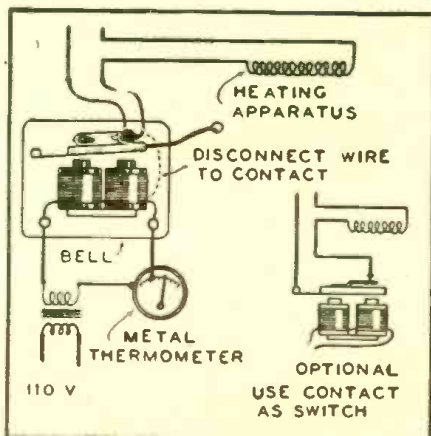 HEATING
APPARATUS
DISCONNECT WIRE
TO CONTACT
BELL
METAL
THERMOMETER
110 V
OPTIONAL
USE CONTACT
AS SWITCH